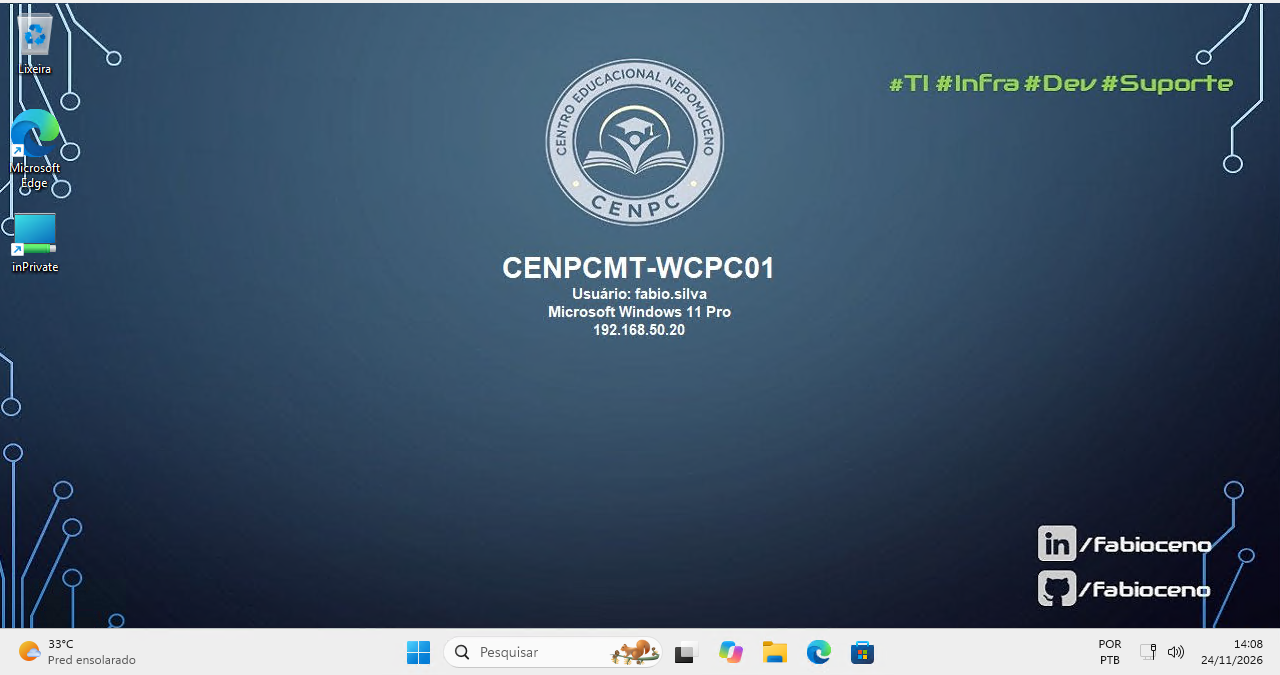 Lixeira
Microsoft
Edge
inPrivate
CENTRO EDUCACIONAL NEPOMUCENO
CENPC
#TI #Infra #Dev #Suporte
CENPCMT-WCPC01
Usuário: fabio.silva
Microsoft Windows 11 Pro
192.168.50.20
in /fabioceno
/fabioceno
33°C
Pred ensolarado
Pesquisar
POR
PTB
14:08
24/11/2026